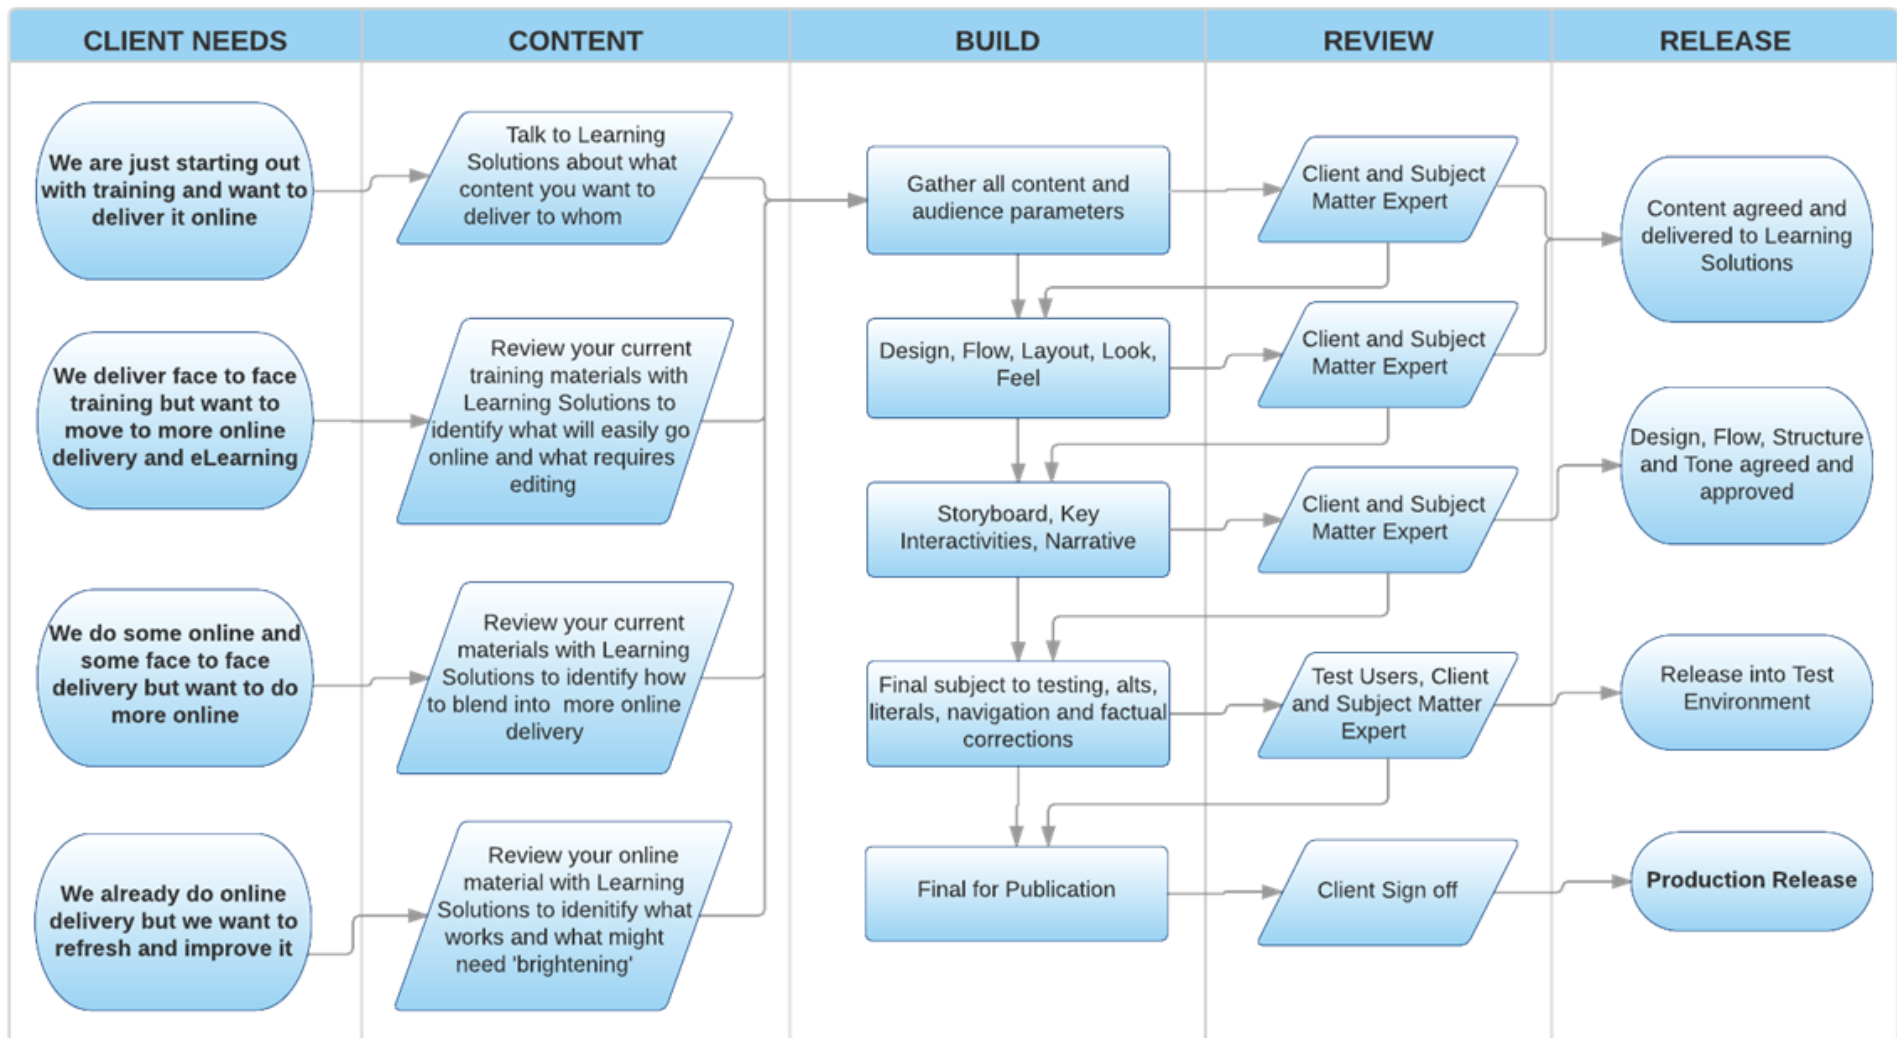 CLIENT NEEDS
CONTENT
BUILD
REVIEW
RELEASE
We are just starting out
with training and want to
deliver it online
We deliver face to face
training but want to
move to more online
delivery and eLearning
We do some online and
some face to face
delivery but want to do
more online
We already do online
delivery but we want to
refresh and improve it
Talk to Learning
Solutions about what
content you want to
deliver to whom
Review your current
training materials with
Learning Solutions to
identify what will easily go
online and what requires
editing
Review your current
materials with Learning
Solutions to identify how
to blend into more online
delivery
Review your online
material with Learning
Solutions to idenitify what
works and what might
need 'brightening'
Gather all content and
audience parameters
Design, Flow, Layout, Look,
Feel
Storyboard, Key
Interactivities, Narrative
Final subject to testing, alts,
literals, navigation and factual
corrections
Final for Publication
Client and Subject
Matter Expert
Client and Subject
Matter Expert
Client and Subject
Matter Expert
Test Users, Client
and Subject Matter
Expert
Client Sign off
Content agreed and
delivered to Learning
Solutions
Design, Flow, Structure
and Tone agreed and
approved
Release into Test
Environment
Production Release